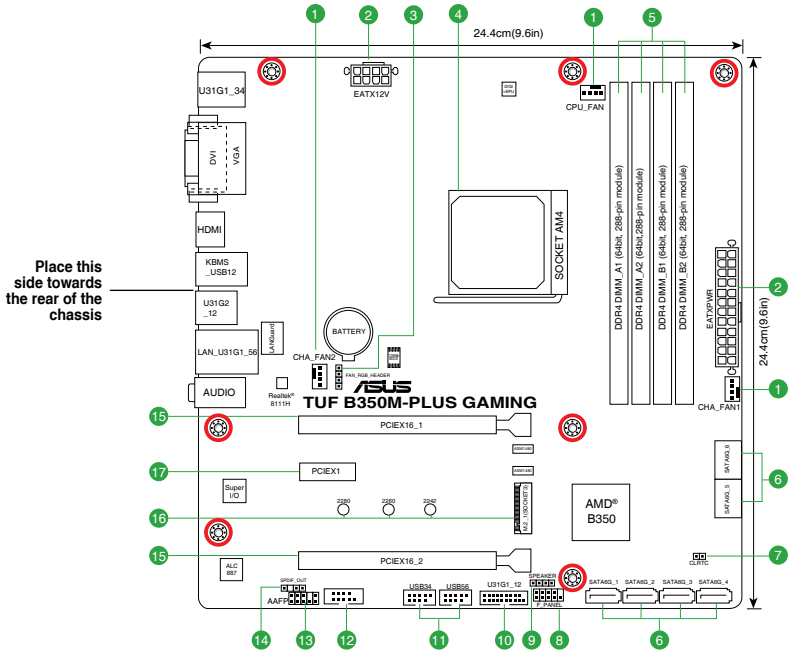 1
2
3
4
1
5
24.4cm(9.6in)
U31G1_34
EATX12V
DIGI
+EPU
CPU_FAN
DVI
VGA
HDMI
KBMS
_USB12
U31G2
_12
LAN_U31G1_56
AUDIO
Place this
side towards
the rear of the
chassis
SOCKET AM4
DDR4 DIMM_A1 (64bit, 288-pin module)
DDR4 DIMM_A2 (64bit,288-pin module)
DDR4 DIMM_B1 (64bit, 288-pin module)
DDR4 DIMM_B2 (64bit, 288-pin module)
EATXPWR
2
24.4cm(9.6in)
LANGuard
BATTERY
CHA_FAN2
FAN_RGB_HEADER
Realtek®
8111H
ASUS
TUF B350M-PLUS GAMING
CHA_FAN1
1
15
PCIEX16_1
17
PCIEX1
Super
I/O
2280
2260
2242
M.2_1(SOCKET3)
16
AMD®
B350
SATA6G_6
SATA6G_5
6
7
CLRTC
15
PCIEX16_2
ALC
887
SPDIF_OUT
AAFP
USB34
USB56
U31G1_12
SPEAKER
F_PANEL
SATA6G_1
SATA6G_2
SATA6G_3
SATA6G_4
14
13
12
11
10
9
8
6